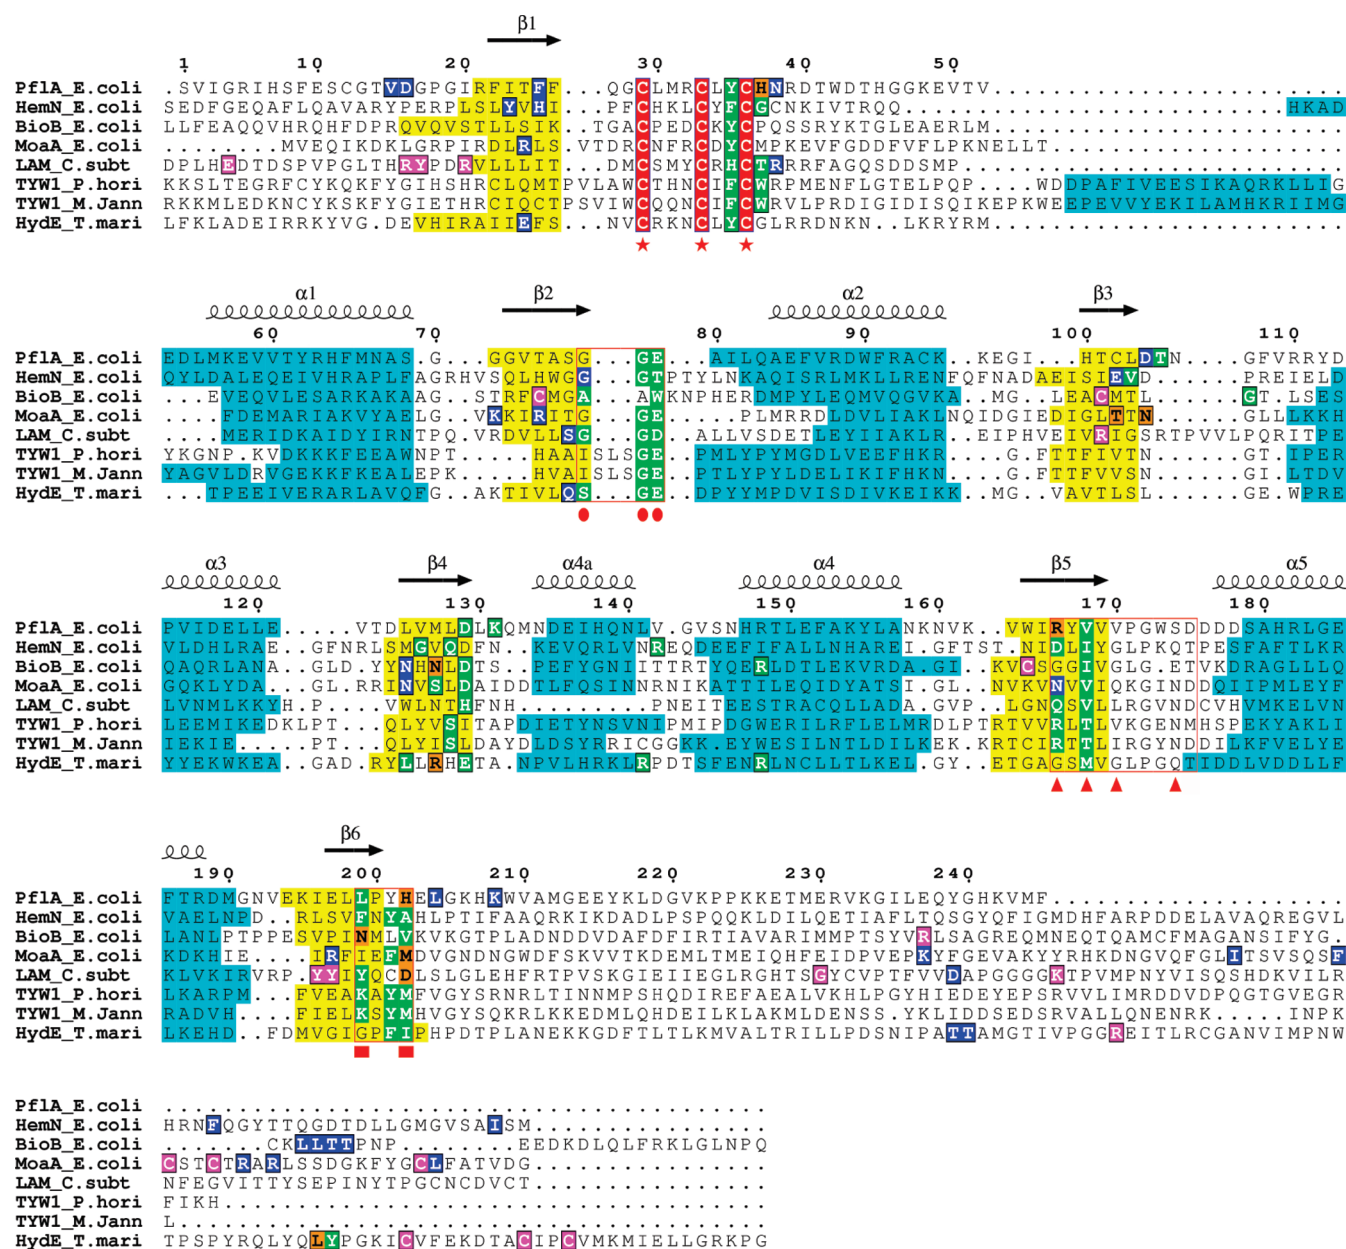 β1
1 10 20 30 40 50
PflA_E.coli .SVIGRIHSFESCGTVDGPGIRFITFF...QGCLMRCLYCHNRDTWDTHGGKEVTV........................
HemN_E.coli SEDFGEQAFLQAVARYPERPLSLYVHI...PFCHKLCYFCGCNKIVTRQQ..........................HKAD
BioB_E.coli LLFEAQQVHRQHFDPRQVQVSTLLSIK..TGACPEDCKYCPQSSRYKTGLEAERLM........................
MoaA_E.coli ........MVEQIKDKLGRPIRDLRLS.VTDRCNFRCDYCMPKEVFGDDFVFLPKNELLT....................
LAM_C.subt DPLHEDTDSPVPGLTHRYPDRVLLLIT...DMCSMYCRHCTRRRFAGQSDDSMP..........................
TYW1_P.hori KKSLTEGRFCYKQKFYGIHSHRCLQMTPVLAWCTHNCIFCWRPMENFLGTELPQP....WDDPAFIVEESIKAQRKLLIG
TYW1_M.Jann RKKMLEDKNCYKSKFYGIETHRCIQCTPSVIWCQQNCIFCWRVLPRDIGIDISQIKEPKWEEPEVVYEKILAMHKRIIMG
HydE_T.mari LFKLADEIRRKYVG.DEVHIRAIIEFS...NVCRKNCLYCGLRRDNKN..LKRYRM........................
α1 β2 α2 β3
60 70 80 90 100 110
PflA_E.coli EDLMKEVVTYRHFMNAS.G...GGVTASG...GE...AILQAEFVRDWFRACK..KEGI...HTCLDTN....GFVRRYD
HemN_E.coli QYLDALEQEIVHRAPLFAGRHVSQLHWGG...GTPTYLNKAQISRLMKILRENFQFNADAEISIEVD......PREIELD
BioB_E.coli ...EVEQVLESARKAKAAG...STRFCMGA...AWKNPHERDMPYLEQMVQGVKA..MG..LEACMTL.....GT.LSES
MoaA_E.coli ....FDEMARIAKVYAELG...VKKIRITG...GE.....PLMRRDLDVLIAKLNQIDGIEDIGLTTN.....GLLLKKH
LAM_C.subt ....MERIDKAIDYIRNTPQ.VRDVLLSG...GD..ALLVSDETLEYIIAKLR..EIPHVEIVRIGSRTPVVLPQRITPE
TYW1_P.hori YKGNP.KVDKKKFEEAWNPT.....HAAISLSGE..PMLYPYMGDLVEEFHKR....G.FTTFIVTN......GT.IPER
TYW1_M.Jann YAGVLDRVGEKKFKEALEPK.....HVAISLSGE..PTLYPYLDELIKIFHKN....G.FTTFVVSN......GI.LTDV
HydE_T.mari ...TPEEIVERARLAVQFG..AKTIVLQS...GE..DPYYMPDVISDIVKEIKK..MG..VAVTLSL......GE.WPRE
α3 β4 α4a α4 β5 α5
120 130 140 150 160 170 180
PflA_E.coli PVIDELLE.....VTDLVMLDLKQMNDEIHQNLV.GVSNHRTLEFAKYLANKNVK..VWIRYVVVPGWSDDDDSAHRLGE
HemN_E.coli VLDHLRAE...GFNRLSMGVQDFN..KEVQRLVNREQDEEFIFALLNHAREI.GFTST.NIDLIYGLPKQTPESFAFTLK
BioB_E.coli QAQRLANA...GLD.YYNHNLDTS..PEFYGNIITTRTYQERLDTLEKVRDA.GI..KVCSGGIVGLG.ETVKDRAGLLLQ
MoaA_E.coli GQKLYDA...GL.RRINVSLDAIDDTLFQSINNRNIKATTILEQIDYATSI.GL..NVKVNVVIQKGINDDQIIPMLEYF
LAM_C.subt LVNMLKKYH.P....VWLNTHFNH......PNEITEESTRACQLLADAGVP..LGNQSVLLRGVNDCVHVMKELVN
TYW1_P.hori LEEMIKEDKLPT...QLYVSITAPDIETYNSVNIPMIPDGWERILRFLELMRDLPT.RTVVRLTLVKGENMHSPEKYAKLI
TYW1_M.Jann IEKIE.....PT..QLYISLDAYDLDSYRRICGGKK.EYWESILNTLDILKEK.KRTCIRTTLIRGYNDDILKFVELYE
HydE_T.mari YYEKWKEA...GAD.RYLLRHETA.NPVLHRKLRPDTSFENRLNCLLTLKEL.GY..ETGAGSMVGLPGQTIDDLVDDLLF
β6
190 200 210 220 230 240
PflA_E.coli FTRDMGNVEKIELLPYHELGKHKWVAMGEEYKLDGVKPPKKETMERVKGILEQYGHKVMF....................
HemN_E.coli VAELNPD..RLSVFNYAHLPTIFAAQRKIKDADLPSPQQKLDILQETIAFLTQSGYQFIGMDHFARPDDELAVAQREGVL
BioB_E.coli LANLPTPPESVPINMLVKVKGTPLADNDDVDAFDFIRTIAVARIMMPTSYVRLSAGREQMNEQTQAMCFMAGANSIFYG.
MoaA_E.coli KDKHIE....IRFIEFMDVGNDNGWDFSKVVTKDEMLTMIEQHFEIDPVEPKYFGEVAKYYRHKDNGVQFGLITSVSQSF
LAM_C.subt KLVKIRVRP.YYIYQCDLSLGLEHFRTPVSKGIEIIEGLRGHTSGYCVPTFVVDAPGGGGKTPVMPNYVISQSHDKVILR
TYW1_P.hori LKARPM...FVEAKAYMFVGYSRNRLTINNMPSHQDIREFAEALVKHLPGYHIEDEYEPSRVVLIMRDDVDPQGTGVEGR
TYW1_M.Jann RADVH....FIELKSYMHVGYSQKRLKKEDMLQHDEILKLAKMLDENSS.YKLIDDSEDSRVALLQNENRK.....INPK
HydE_T.mari LKEHD..FDMVGIGPFIPHPDTPLANEKKGDFTLTLKMVALTRILLPDSNIPATTAMGTIVPGGREITLRCGANVIMPNW
PflA_E.coli .........................................
HemN_E.coli HRNFQGYTTQGDTDLLGMGVSAISM................
BioB_E.coli .......CKLLTTPNP........EEDKDLQLFRKLGLNPQ
MoaA_E.coli CSTCTRARLSSDGKFYGCLFATVDG................
LAM_C.subt NFEGVITTYSEPINYTPGCNCDVCT................
TYW1_P.hori FIKH.....................................
TYW1_M.Jann L........................................
HydE_T.mari TPSPYRQLYQLYPGKICVFEKDTACIPCVMKMIELLGRKPG